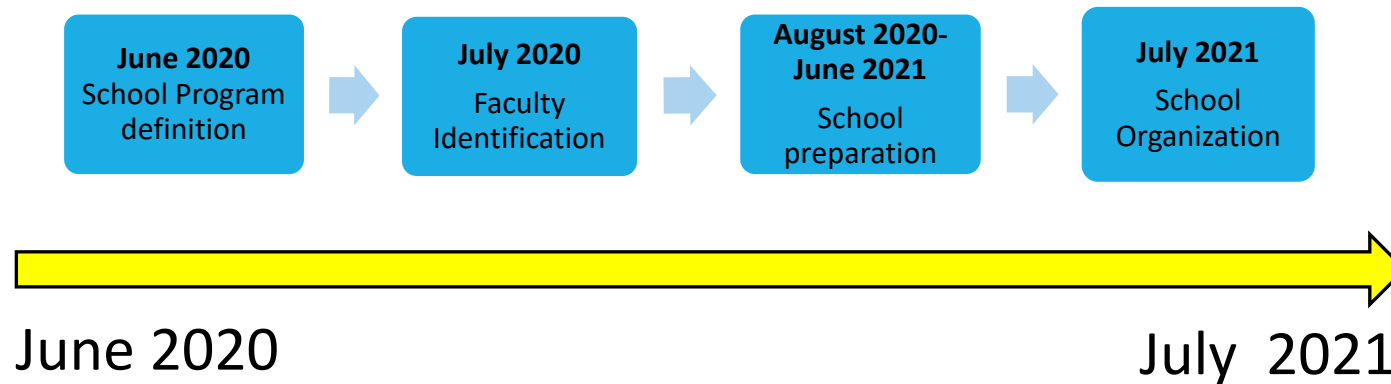 June 2020
School Program
definition
July 2020
Faculty
Identification
August 2020-
June 2021
School
preparation
July 2021
School
Organization
June 2020
July 2021